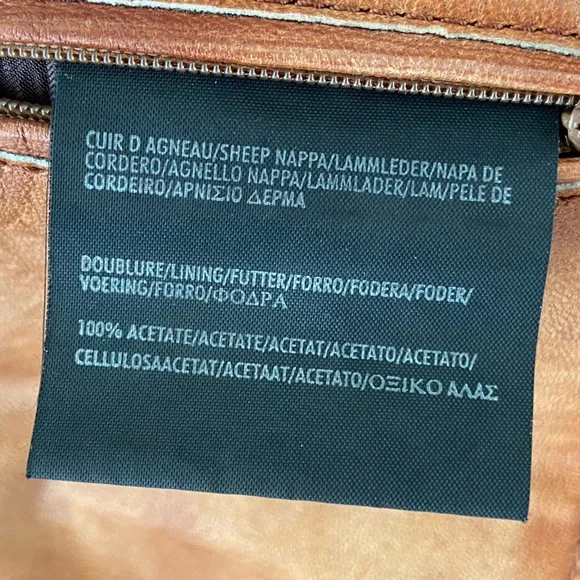 CUIR D AGNEAU/SHEEP NAPPA/LAMMLEDER/NAPA DE
CORDERO/AGNELLO NAPPA/LAMMLADER/LAM/PELE DE
CORDEIRO/ΑΡΝΙΣΙΟ ΔΕΡΜΑ
DOUBLURE/LINING/FUTTER/FORRO/FODERA/FODER/
VOERING/FORRO/ΦΟΔΡΑ
100% ACETATE/ACETATE/ACETAT/ACETATO/ACETATO/
CELLULOSAACETAT/ACETAAT/ACETATO/ΟΞΙΚΟ ΑΛΑΣ